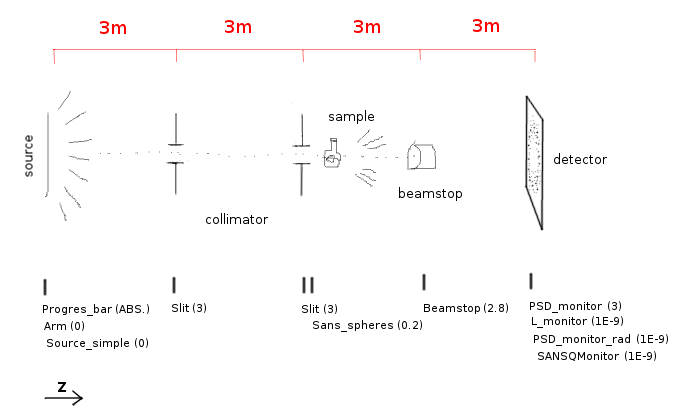 3m 3m 3m 3m
sample
source
detector
beamstop
collimator
Progres_bar (ABS.) Slit (3) Slit (3) Beamstop (2.8) PSD_monitor (3)
Arm (0) Sans_spheres (0.2) L_monitor (1E-9)
Source_simple (0) PSD_monitor_rad (1E-9)
SANSQMonitor (1E-9)
z